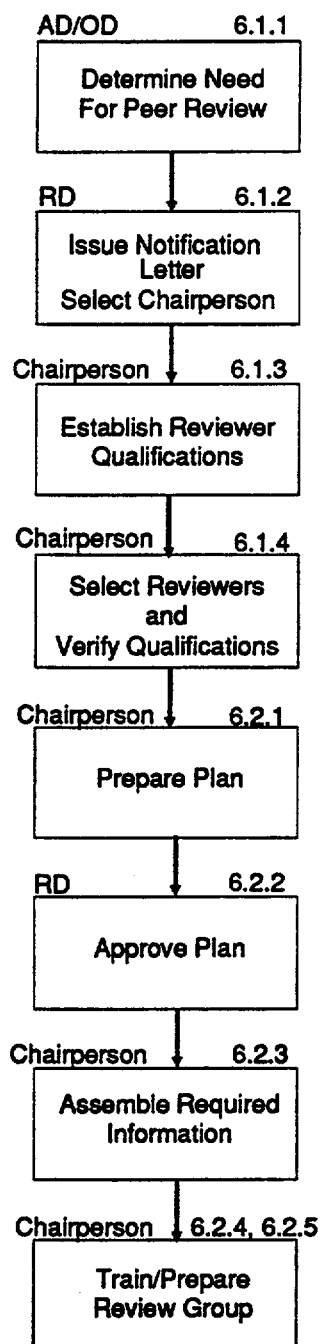 AD/OD 6.1.1
Determine Need
For Peer Review
RD 6.1.2
Issue Notification
Letter
Select Chairperson
Chairperson 6.1.3
Establish Reviewer
Qualifications
Chairperson 6.1.4
Select Reviewers
and
Verify Qualifications
Chairperson 6.2.1
Prepare Plan
RD 6.2.2
Approve Plan
Chairperson 6.2.3
Assemble Required
Information
Chairperson 6.2.4, 6.2.5
Train/Prepare
Review Group